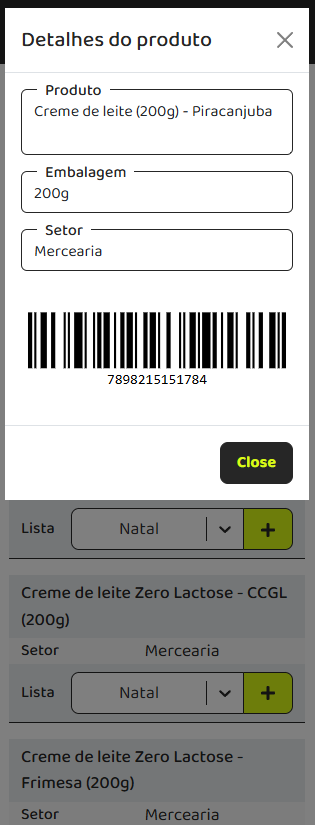 Detalhes do produto
Produto
Creme de leite (200g) - Piracanjuba
Embalagem
200g
Setor
Mercearia
7898215151784
Close
Lista Natal +
Creme de leite Zero Lactose - CCGL
(200g)
Setor Mercearia
Lista Natal +
Creme de leite Zero Lactose -
Frimesa (200g)
Setor Mercearia